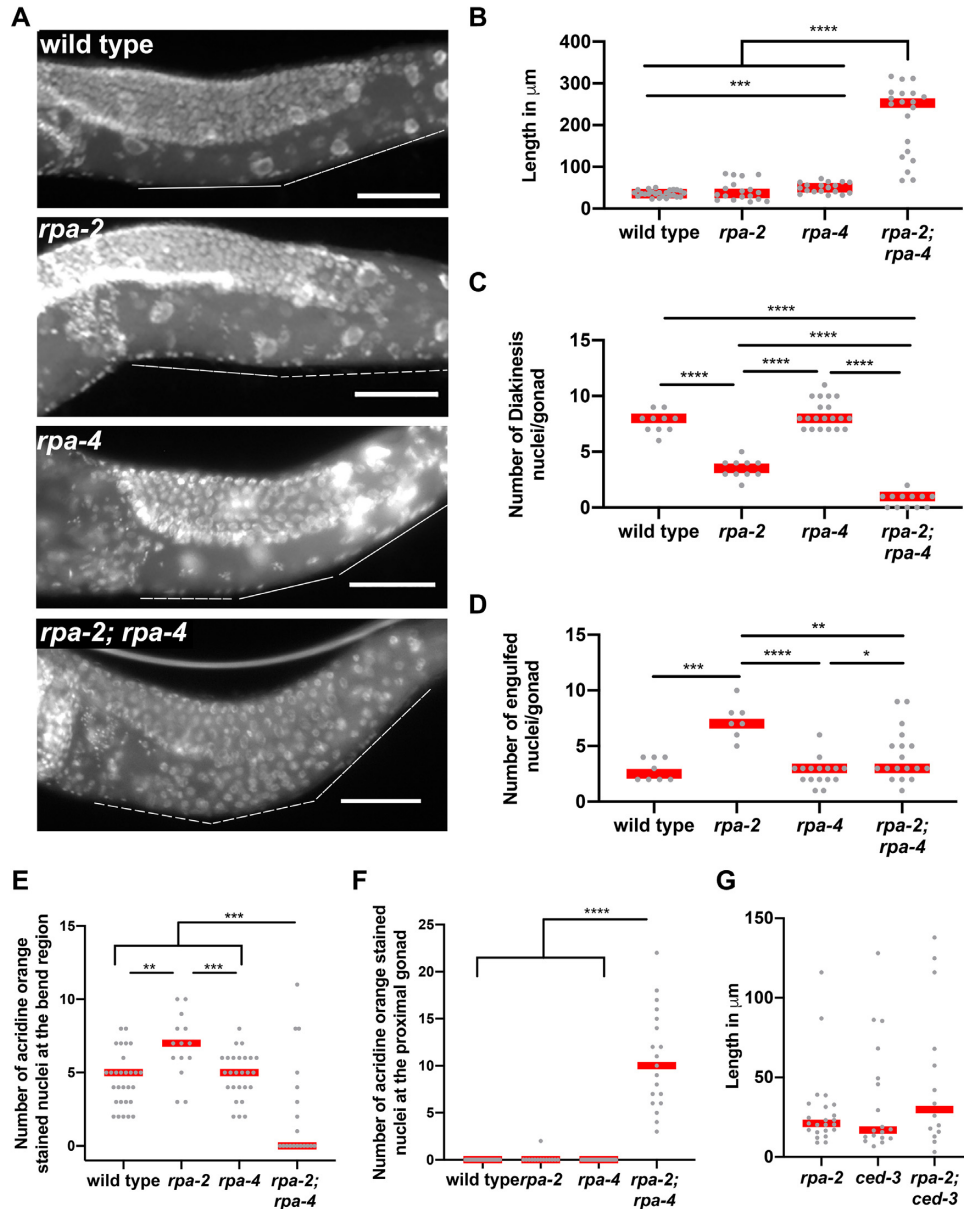 A
wild type
rpa-2
rpa-4
rpa-2; rpa-4
B
****
***
Length in μm
400
300
200
100
0
wild type
rpa-2
rpa-4
rpa-2;
rpa-4
C
****
****
****
****
****
Number of Diakinesis
nuclei/gonad
15
10
5
0
wild type
rpa-2
rpa-4
rpa-2;
rpa-4
D
**
***
****
*
Number of engulfed
nuclei/gonad
15
10
5
0
wild type
rpa-2
rpa-4
rpa-2;
rpa-4
E
***
**
***
Number of acridine orange
stained nuclei at the bend region
15
10
5
0
wild type
rpa-2
rpa-4
rpa-2;
rpa-4
F
****
Number of acridine orange stained
nuclei at the proximal gonad
25
20
15
10
5
0
wild type
rpa-2
rpa-4
rpa-2;
rpa-4
G
Length in μm
150
100
50
0
rpa-2
ced-3
rpa-2;
ced-3